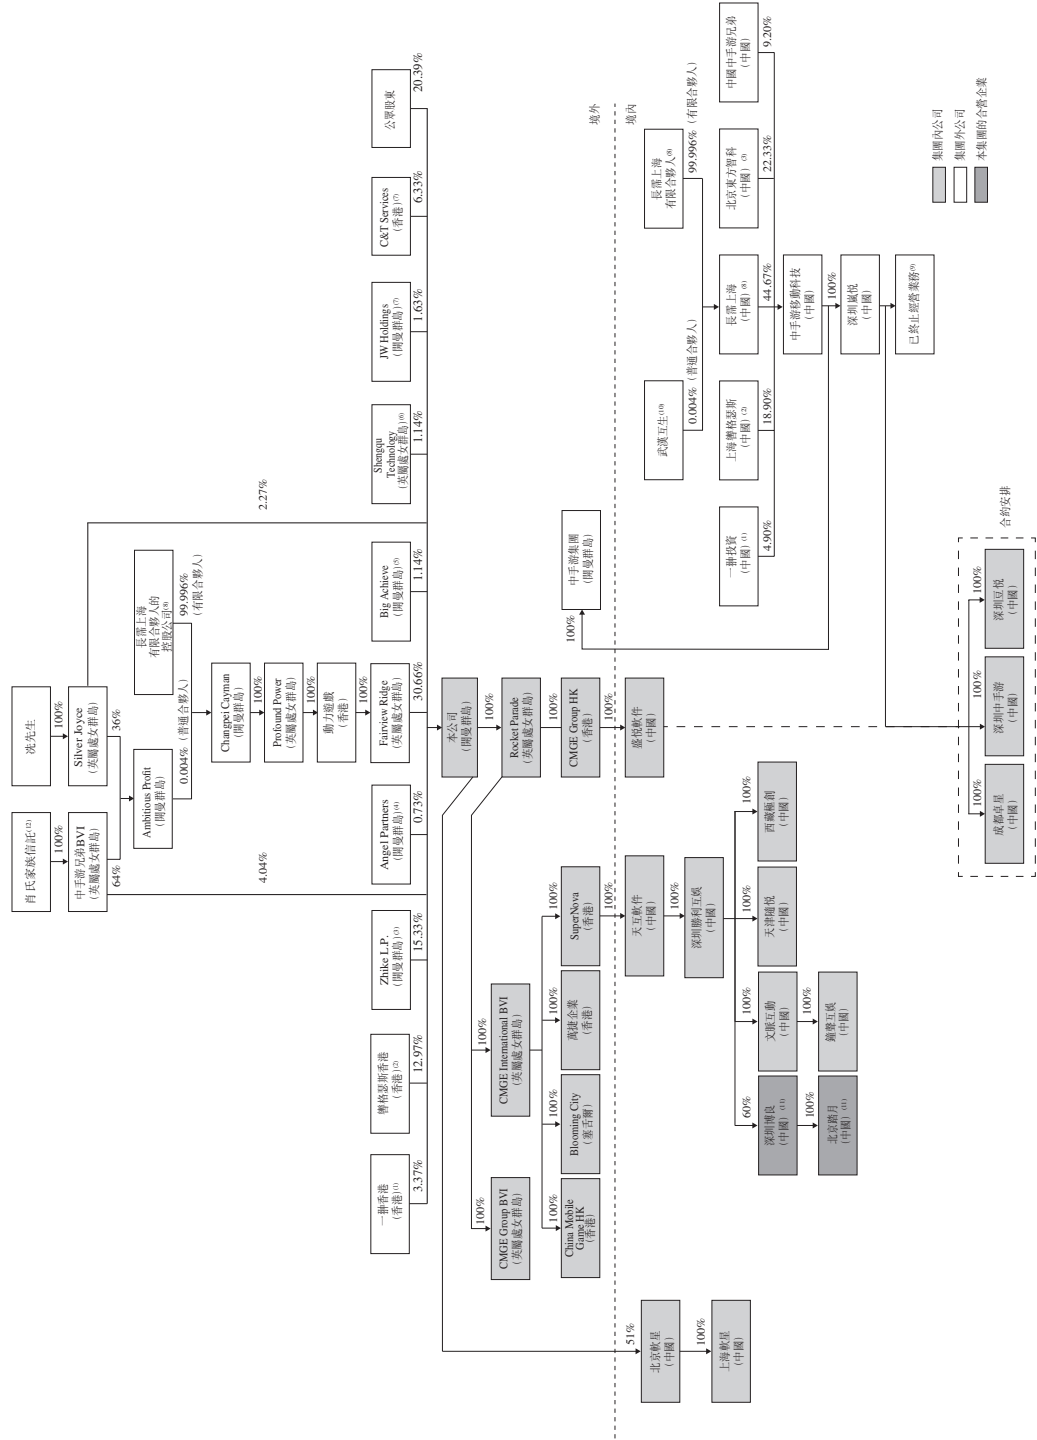 肖氏家族信託(12)
冼先生
100%
100%
中手游兄弟BVI
(英屬處女群島)
Silver Joyce
(英屬處女群島)
64%
36%
Ambitious Profit
(開曼群島)
長霈上海
有限合夥人的
控股公司(8)
0.004%(普通合夥人)
99.996%
(有限合夥人)
4.04%
2.27%
Changpei Cayman
(開曼群島)
100%
Profound Power
(英屬處女群島)
100%
動力遊戲
(香港)
100%
一翀香港
(香港)(1)
3.37%
轡格瑟斯香港
(香港)(2)
12.97%
Zhike L.P.
(開曼群島)(3)
15.33%
Angel Partners
(開曼群島)(4)
0.73%
Fairview Ridge
(英屬處女群島)
30.66%
Big Achieve
(開曼群島)(5)
1.14%
Shengqu
Technology
(英屬處女群島)(6)
1.14%
JW Holdings
(開曼群島)(7)
1.63%
C&T Services
(香港)(7)
6.33%
公眾股東
20.39%
本公司
(開曼群島)
100%
100%
100%
CMGE Group BVI
(英屬處女群島)
CMGE International BVI
(英屬處女群島)
Rocket Parade
(英屬處女群島)
100%
100%
100%
100%
100%
China Mobile
Game HK
(香港)
Blooming City
(塞舌爾)
萬捷企業
(香港)
SuperNova
(香港)
CMGE Group HK
(香港)
100%
中手游集團
(開曼群島)
100%
100%
境外
境內
51%
北京軟星
(中國)
100%
上海軟星
(中國)
天互軟件
(中國)
100%
深圳勝利互娛
(中國)
盛悅軟件
(中國)
60%
100%
100%
100%
深圳博良
(中國)(11)
文脈互動
(中國)
天津隨悅
(中國)
西藏極創
(中國)
100%
100%
北京踏月
(中國)(11)
鐘聲互娛
(中國)
武漢互生(10)
長霈上海
有限合夥人(8)
0.004%(普通合夥人)
99.996%(有限合夥人)
一翀投資
(中國)(1)
4.90%
上海轡格瑟斯
(中國)(2)
18.90%
長霈上海
(中國)(8)
44.67%
北京東方智科
(中國)(3)
22.33%
中國中手游兄弟
(中國)
9.20%
中手游移動科技
(中國)
100%
深圳嵐悦
(中國)
已終止經營業務(9)
100%
100%
100%
成都卓星
(中國)
深圳中手游
(中國)
深圳豆悦
(中國)
合約安排
集團內公司
集團外公司
本集團的合營企業